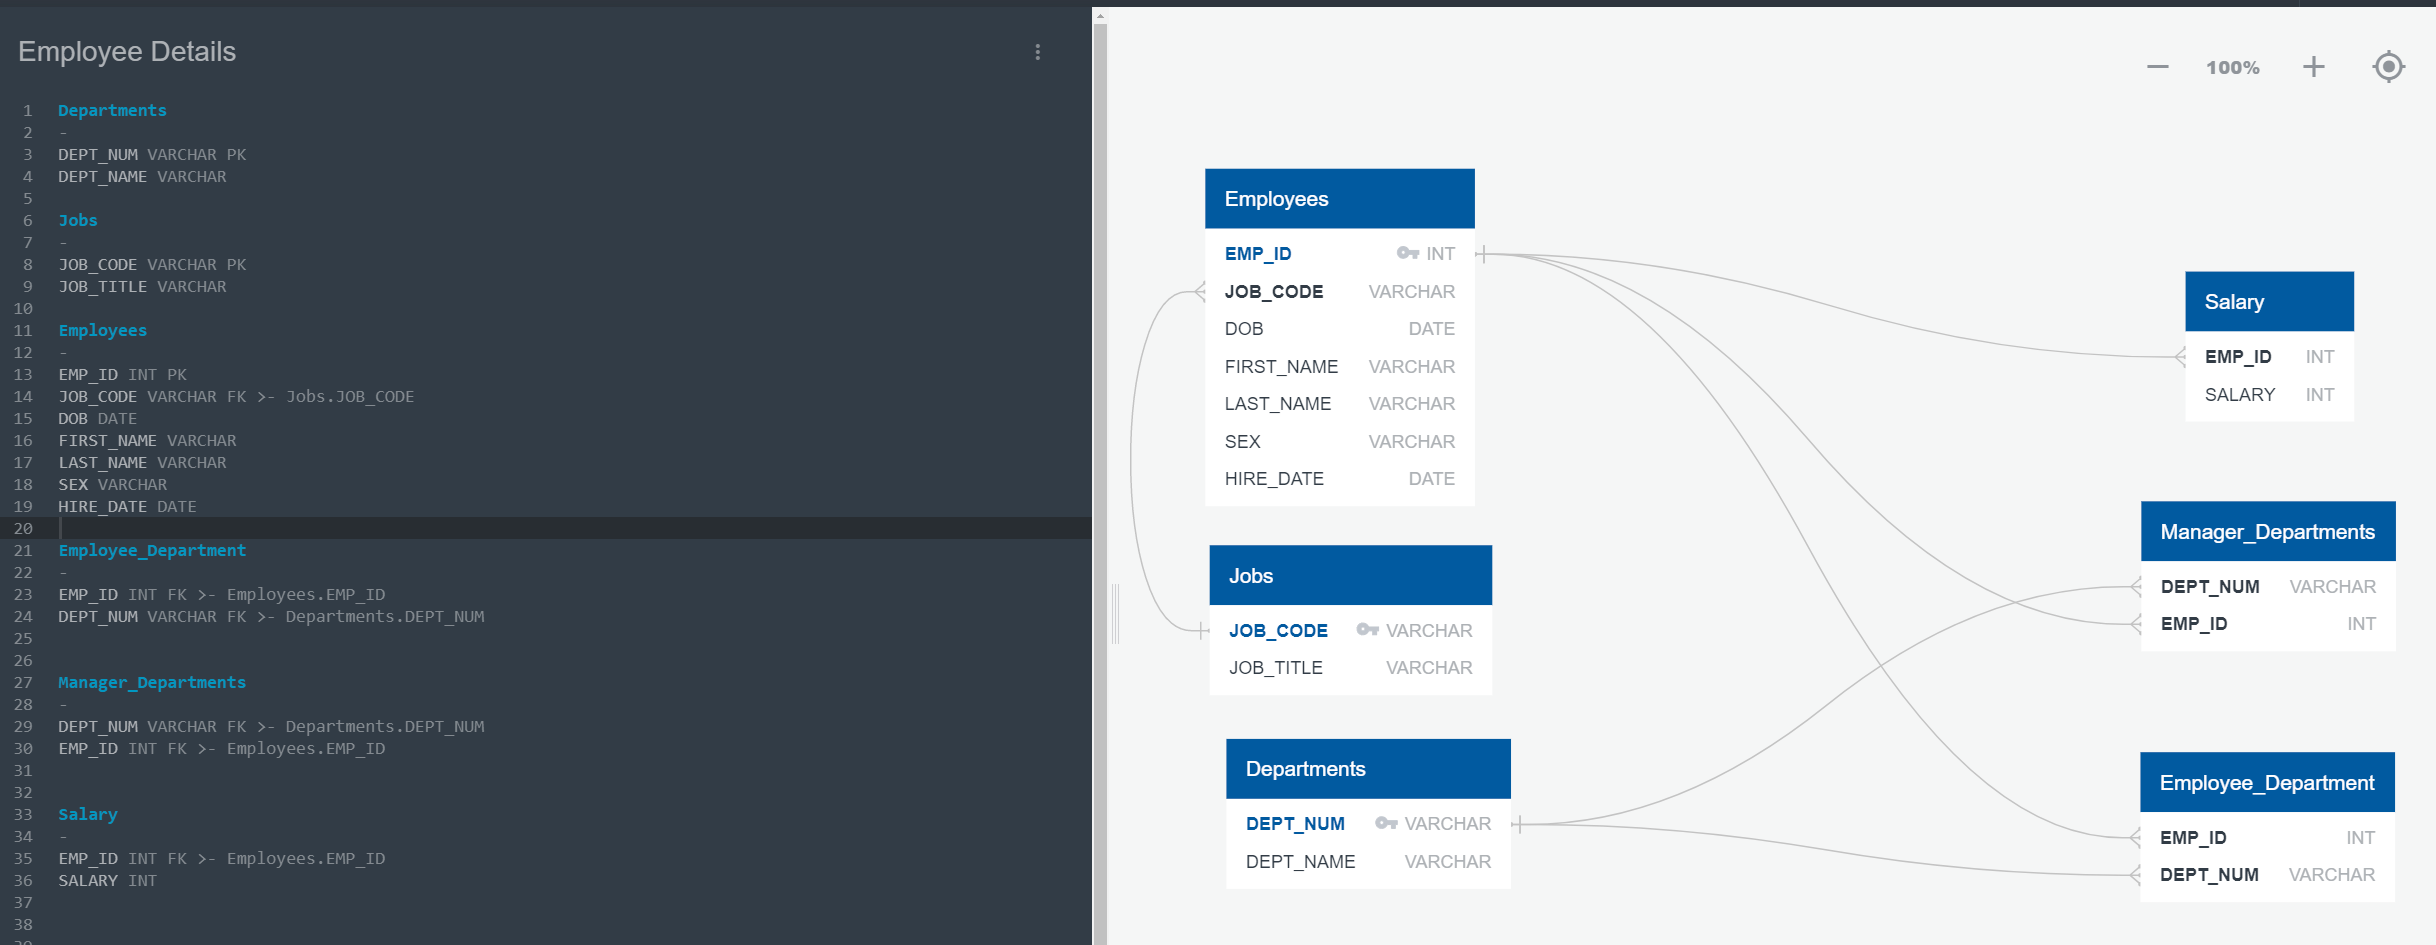 Employee Details
1 Departments
2 -
3 DEPT_NUM VARCHAR PK
4 DEPT_NAME VARCHAR
5
6 Jobs
7 -
8 JOB_CODE VARCHAR PK
9 JOB_TITLE VARCHAR
10
11 Employees
12 -
13 EMP_ID INT PK
14 JOB_CODE VARCHAR FK >- Jobs.JOB_CODE
15 DOB DATE
16 FIRST_NAME VARCHAR
17 LAST_NAME VARCHAR
18 SEX VARCHAR
19 HIRE_DATE DATE
20
21 Employee_Department
22 -
23 EMP_ID INT FK >- Employees.EMP_ID
24 DEPT_NUM VARCHAR FK >- Departments.DEPT_NUM
25
26
27 Manager_Departments
28 -
29 DEPT_NUM VARCHAR FK >- Departments.DEPT_NUM
30 EMP_ID INT FK >- Employees.EMP_ID
31
32
33 Salary
34 -
35 EMP_ID INT FK >- Employees.EMP_ID
36 SALARY INT
37
38
100%
Employees
EMP_ID INT
JOB_CODE VARCHAR
DOB DATE
FIRST_NAME VARCHAR
LAST_NAME VARCHAR
SEX VARCHAR
HIRE_DATE DATE
Jobs
JOB_CODE VARCHAR
JOB_TITLE VARCHAR
Departments
DEPT_NUM VARCHAR
DEPT_NAME VARCHAR
Salary
EMP_ID INT
SALARY INT
Manager_Departments
DEPT_NUM VARCHAR
EMP_ID INT
Employee_Department
EMP_ID INT
DEPT_NUM VARCHAR